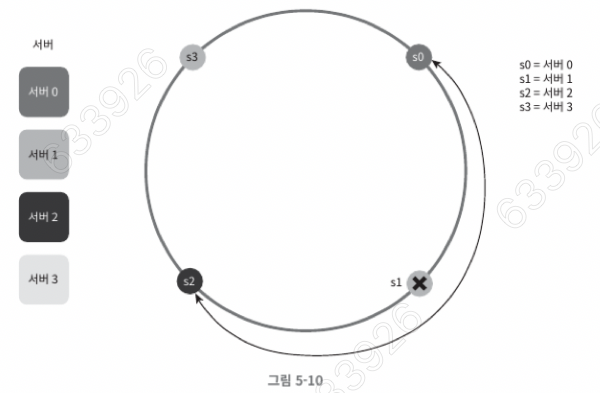 서버
서버 0
서버 1
서버 2
서버 3
s3
s0
s2
s1
s0 = 서버 0
s1 = 서버 1
s2 = 서버 2
s3 = 서버 3
그림 5-10
633926
633926
633926